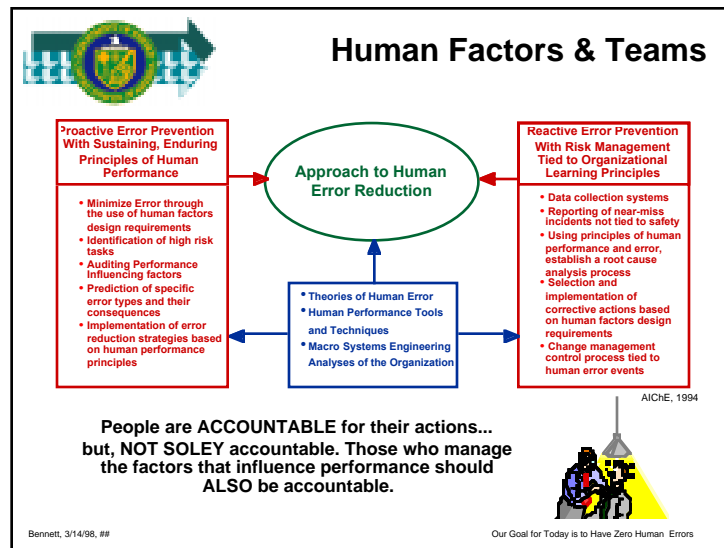 Human Factors & Teams
Proactive Error Prevention
With Sustaining, Enduring
Principles of Human
Performance
• Minimize Error through
the use of human factors
design requirements
• Identification of high risk
tasks
• Auditing Performance
Influencing factors
• Prediction of specific
error types and their
consequences
• Implementation of error
reduction strategies based
on human performance
principles
Approach to Human
Error Reduction
• Theories of Human Error
• Human Performance Tools
and Techniques
• Macro Systems Engineering
Analyses of the Organization
Reactive Error Prevention
With Risk Management
Tied to Organizational
Learning Principles
• Data collection systems
• Reporting of near-miss
incidents not tied to safety
• Using principles of human
performance and error,
establish a root cause
analysis process
• Selection and
implementation of
corrective actions based
on human factors design
requirements
• Change management
control process tied to
human error events
AIChE, 1994
People are ACCOUNTABLE for their actions...
but, NOT SOLEY accountable. Those who manage
the factors that influence performance should
ALSO be accountable.
Bennett, 3/14/98, ##
Our Goal for Today is to Have Zero Human Errors